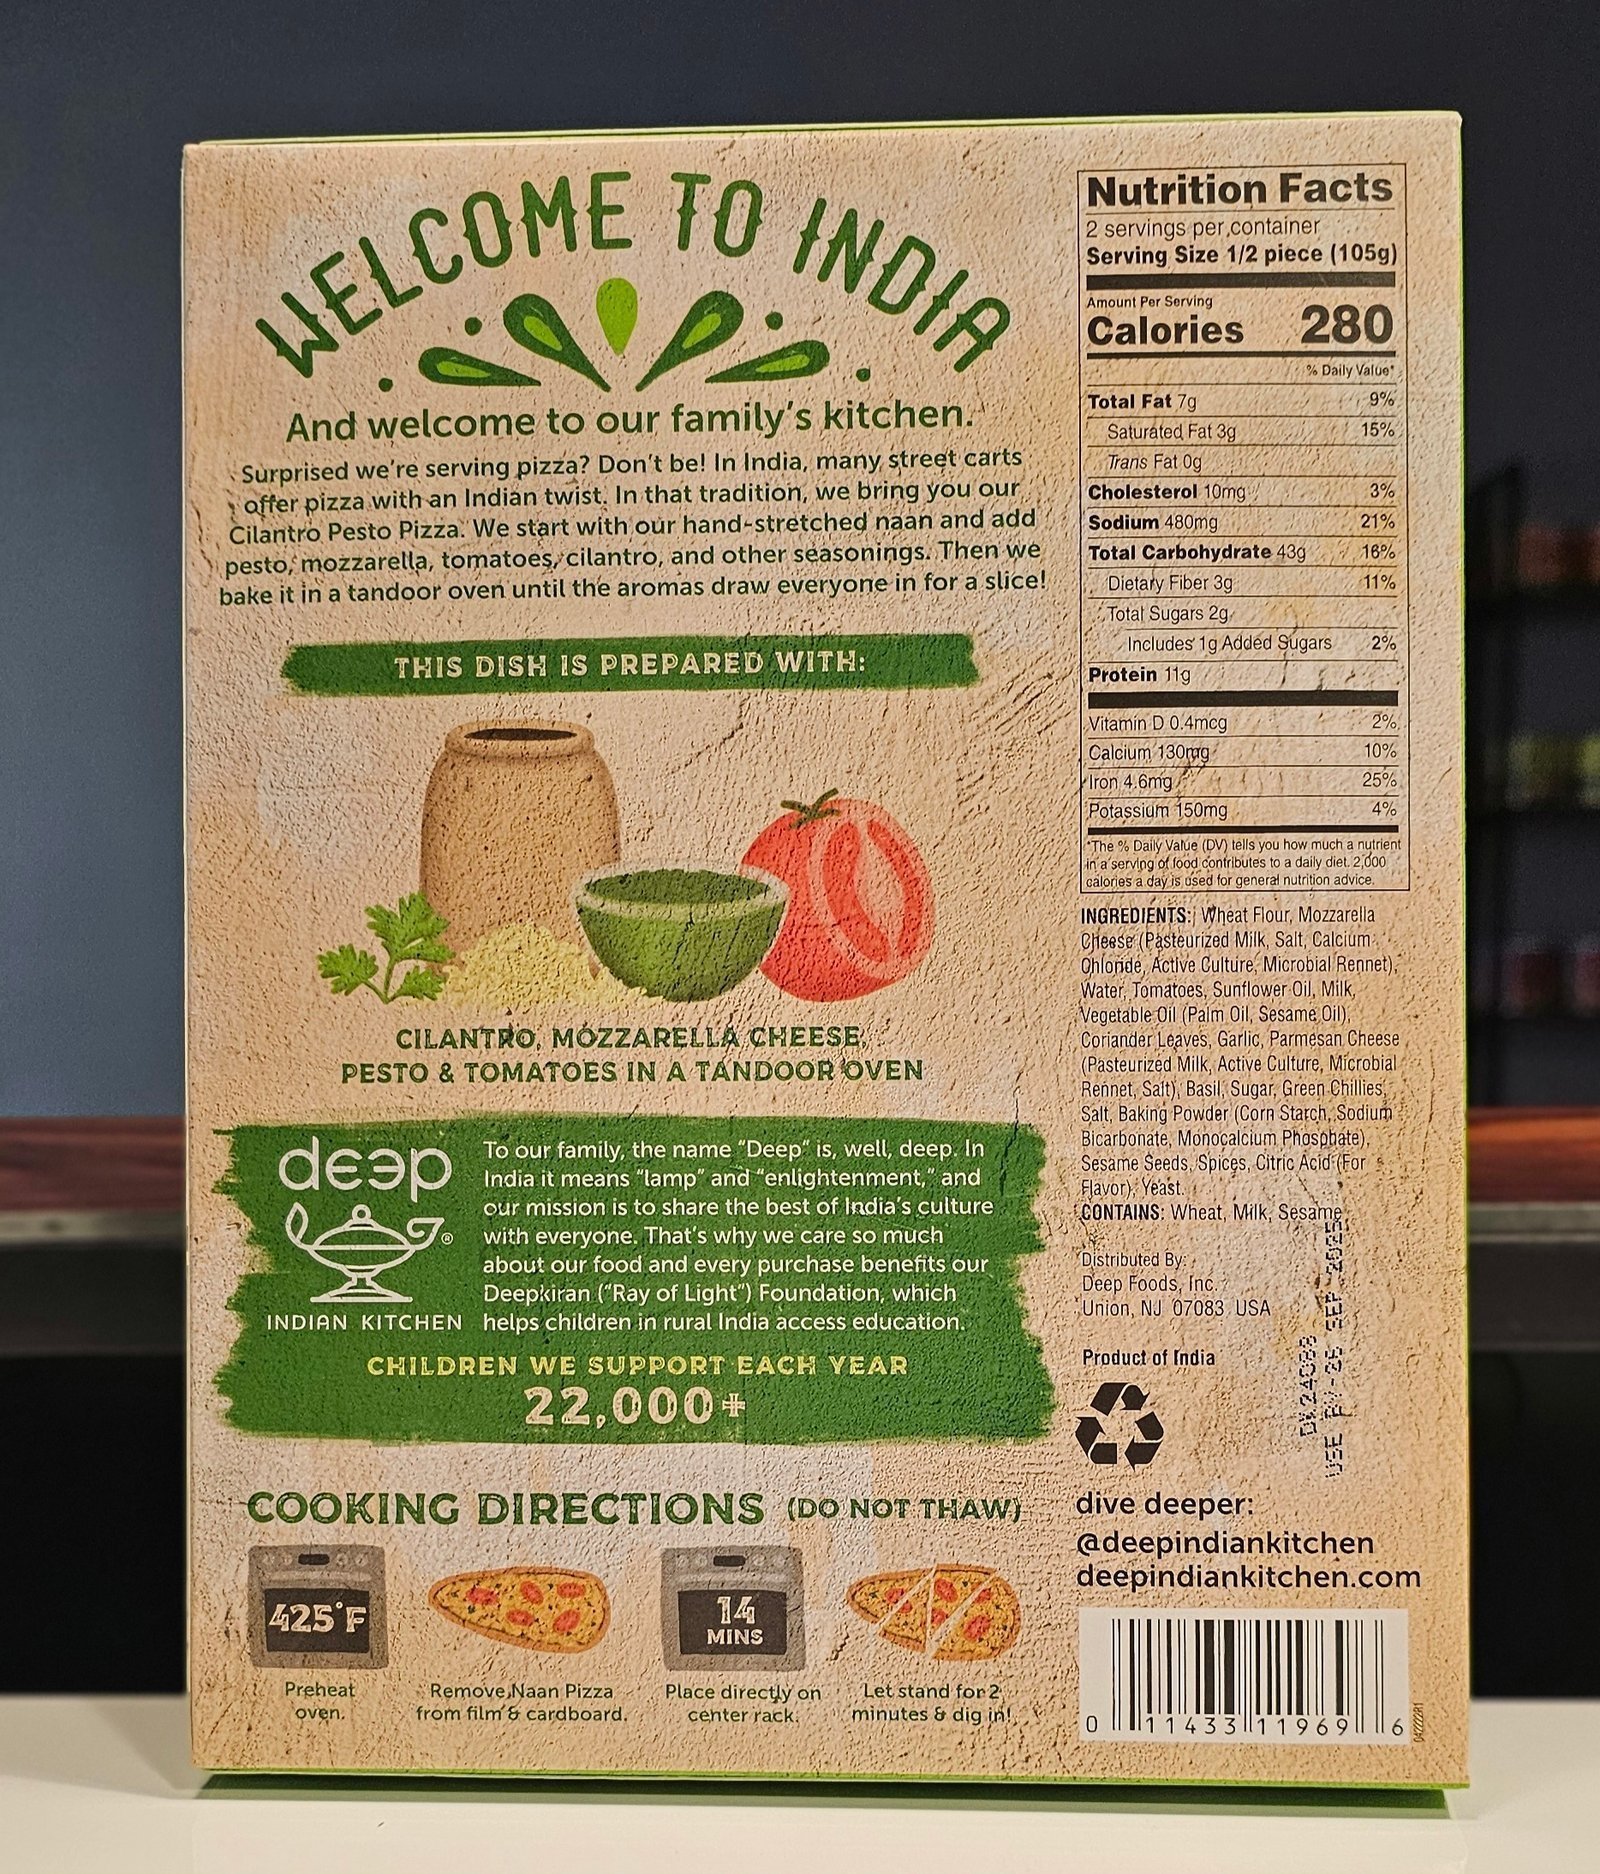 WELCOME TO INDIA
And welcome to our family's kitchen.
Surprised we're serving pizza? Don't be! In India, many street carts
offer pizza with an Indian twist. In that tradition, we bring you our
Cilantro Pesto Pizza. We start with our hand-stretched naan and add
pesto, mozzarella, tomatoes, cilantro, and other seasonings. Then we
bake it in a tandoor oven until the aromas draw everyone in for a slice!
THIS DISH IS PREPARED WITH:
CILANTRO, MOZZARELLA CHEESE,
PESTO & TOMATOES IN A TANDOOR OVEN
deep
®
INDIAN KITCHEN
To our family, the name "Deep" is, well, deep. In
India it means "lamp" and "enlightenment," and
our mission is to share the best of India's culture
with everyone. That's why we care so much
about our food and every purchase benefits our
Deepkiran ("Ray of Light") Foundation, which
helps children in rural India access education.
CHILDREN WE SUPPORT EACH YEAR
22,000+
COOKING DIRECTIONS (DO NOT THAW)
425°F
Preheat
oven.
Remove Naan Pizza
from film & cardboard.
14
MINS
Place directly on
center rack.
Let stand for 2
minutes & dig in!
Nutrition Facts
2 servings per container
Serving Size 1/2 piece (105g)
Amount Per Serving
Calories 280
% Daily Value*
Total Fat 7g 9%
Saturated Fat 3g 15%
Trans Fat 0g
Cholesterol 10mg 3%
Sodium 480mg 21%
Total Carbohydrate 43g 16%
Dietary Fiber 3g 11%
Total Sugars 2g
Includes 1g Added Sugars 2%
Protein 11g
Vitamin D 0.4mcg 2%
Calcium 130mg 10%
Iron 4.6mg 25%
Potassium 150mg 4%
*The % Daily Value (DV) tells you how much a nutrient
in a serving of food contributes to a daily diet. 2,000
calories a day is used for general nutrition advice.
INGREDIENTS: Wheat Flour, Mozzarella
Cheese (Pasteurized Milk, Salt, Calcium
Chloride, Active Culture, Microbial Rennet),
Water, Tomatoes, Sunflower Oil, Milk,
Vegetable Oil (Palm Oil, Sesame Oil),
Coriander Leaves, Garlic, Parmesan Cheese
(Pasteurized Milk, Active Culture, Microbial
Rennet, Salt), Basil, Sugar, Green Chillies,
Salt, Baking Powder (Corn Starch, Sodium
Bicarbonate, Monocalcium Phosphate),
Sesame Seeds, Spices, Citric Acid (For
Flavor), Yeast.
CONTAINS: Wheat, Milk, Sesame
Distributed By:
Deep Foods, Inc.
Union, NJ 07083 USA
Product of India
USE BY-26 SEP 2025
dive deeper:
@deepindiankitchen
deepindiankitchen.com
0 11433 11969 6